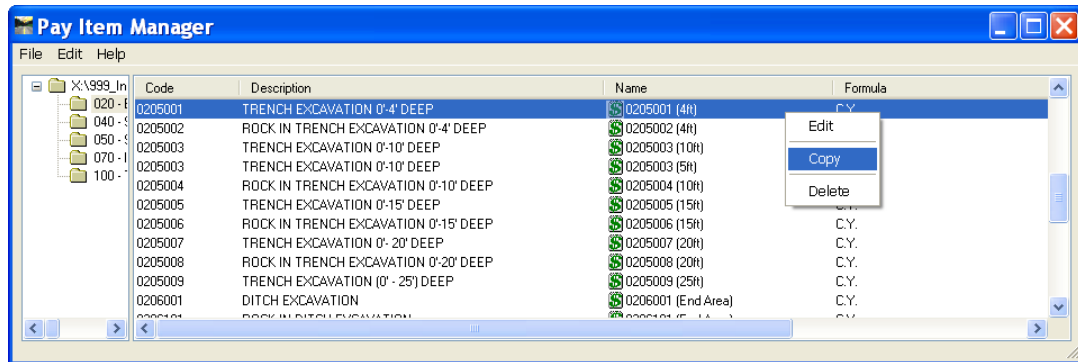 Pay Item Manager
File Edit Help
X:\999_In
020 -
040 -
050 -
070 -
100 -
Code Description Name Formula
0205001 TRENCH EXCAVATION 0'-4' DEEP 0205001 (4ft) C.Y.
0205002 ROCK IN TRENCH EXCAVATION 0'-4' DEEP 0205002 (4ft)
0205003 TRENCH EXCAVATION 0'-10' DEEP 0205003 (10ft)
0205003 TRENCH EXCAVATION 0'-10' DEEP 0205003 (5ft)
0205004 ROCK IN TRENCH EXCAVATION 0'-10' DEEP 0205004 (10ft)
0205005 TRENCH EXCAVATION 0'-15' DEEP 0205005 (15ft) C.Y.
0205006 ROCK IN TRENCH EXCAVATION 0'-15' DEEP 0205006 (15ft) C.Y.
0205007 TRENCH EXCAVATION 0'- 20' DEEP 0205007 (20ft) C.Y.
0205008 ROCK IN TRENCH EXCAVATION 0'-20' DEEP 0205008 (20ft) C.Y.
0205009 TRENCH EXCAVATION (0' - 25') DEEP 0205009 (25ft) C.Y.
0206001 DITCH EXCAVATION 0206001 (End Area) C.Y.
Edit
Copy
Delete